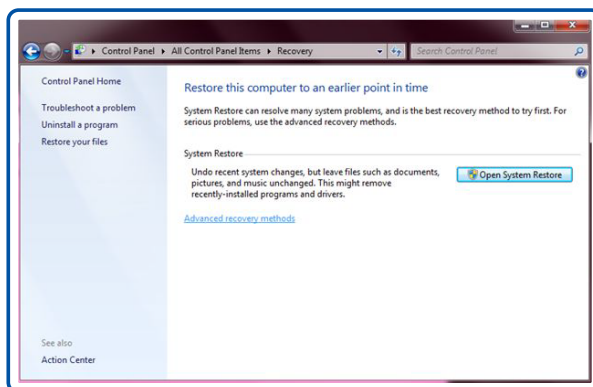 Control Panel ▸ All Control Panel Items ▸ Recovery
Search Control Panel
Control Panel Home
Troubleshoot a problem
Uninstall a program
Restore your files
See also
Action Center
Restore this computer to an earlier point in time
System Restore can resolve many system problems, and is the best recovery method to try first. For
serious problems, use the advanced recovery methods.
System Restore
Undo recent system changes, but leave files such as documents,
pictures, and music unchanged. This might remove
recently-installed programs and drivers.
Open System Restore
Advanced recovery methods